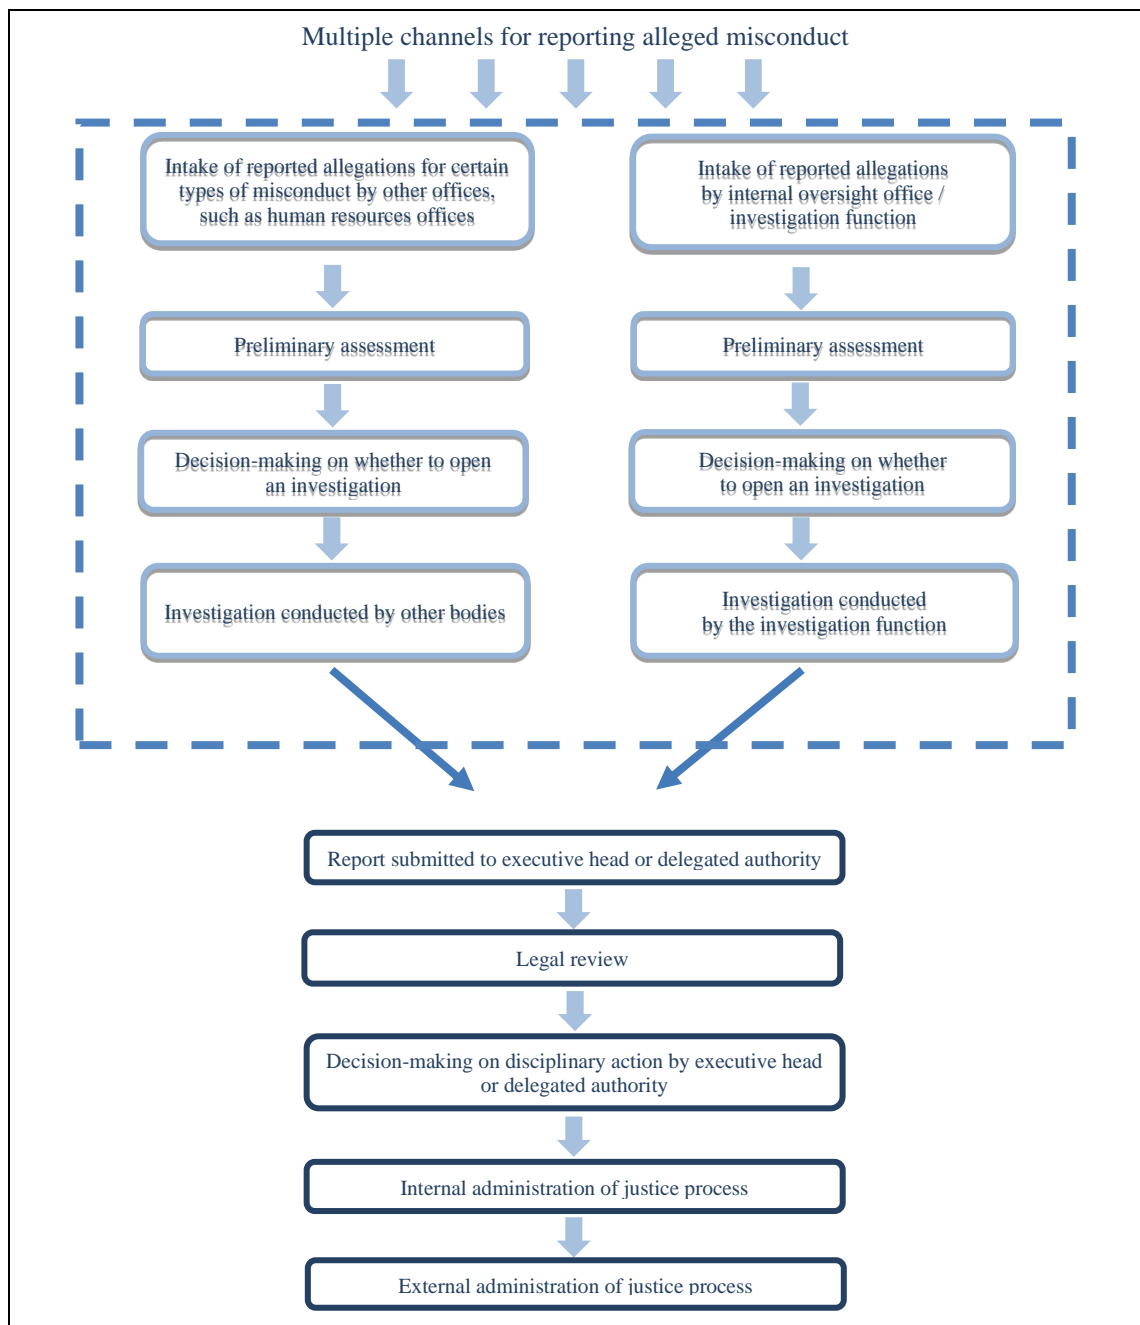 Multiple channels for reporting alleged misconduct
Intake of reported allegations for certain
types of misconduct by other offices,
such as human resources offices
Preliminary assessment
Decision-making on whether to open
an investigation
Investigation conducted by other bodies
Intake of reported allegations
by internal oversight office /
investigation function
Preliminary assessment
Decision-making on whether
to open an investigation
Investigation conducted
by the investigation function
Report submitted to executive head or delegated authority
Legal review
Decision-making on disciplinary action by executive head
or delegated authority
Internal administration of justice process
External administration of justice process